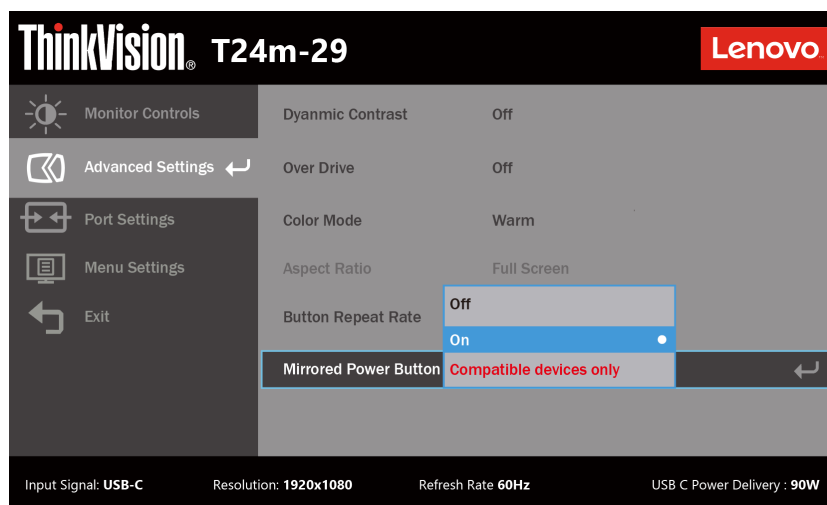 ThinkVision® T24m-29 Lenovo
Monitor Controls
Advanced Settings
Port Settings
Menu Settings
Exit
Dyanmic Contrast Off
Over Drive Off
Color Mode Warm
Aspect Ratio Full Screen
Button Repeat Rate
Off
On
Mirrored Power Button Compatible devices only
Input Signal: USB-C Resolution: 1920x1080 Refresh Rate 60Hz USB C Power Delivery : 90W